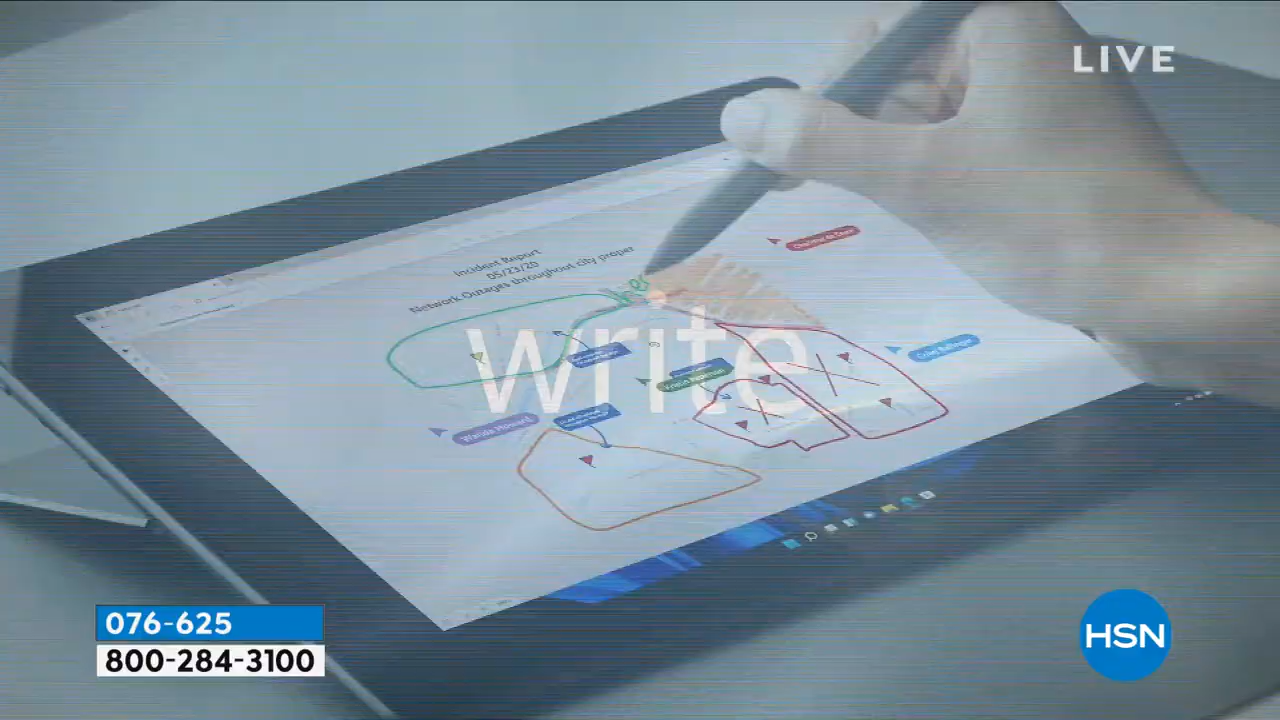 LIVE
Incident Report
05/23/20
Network Outages throughout city proper
write
076-625
800-284-3100
HSN